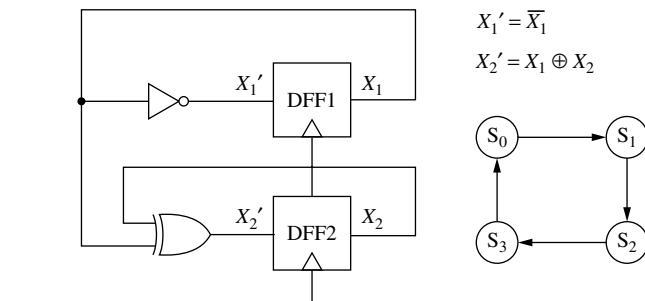 X₁′ DFF1 X₁
X₂′ DFF2 X₂
X₁′ = X̅₁
X₂′ = X₁ ⊕ X₂
S₀ S₁
S₃ S₂